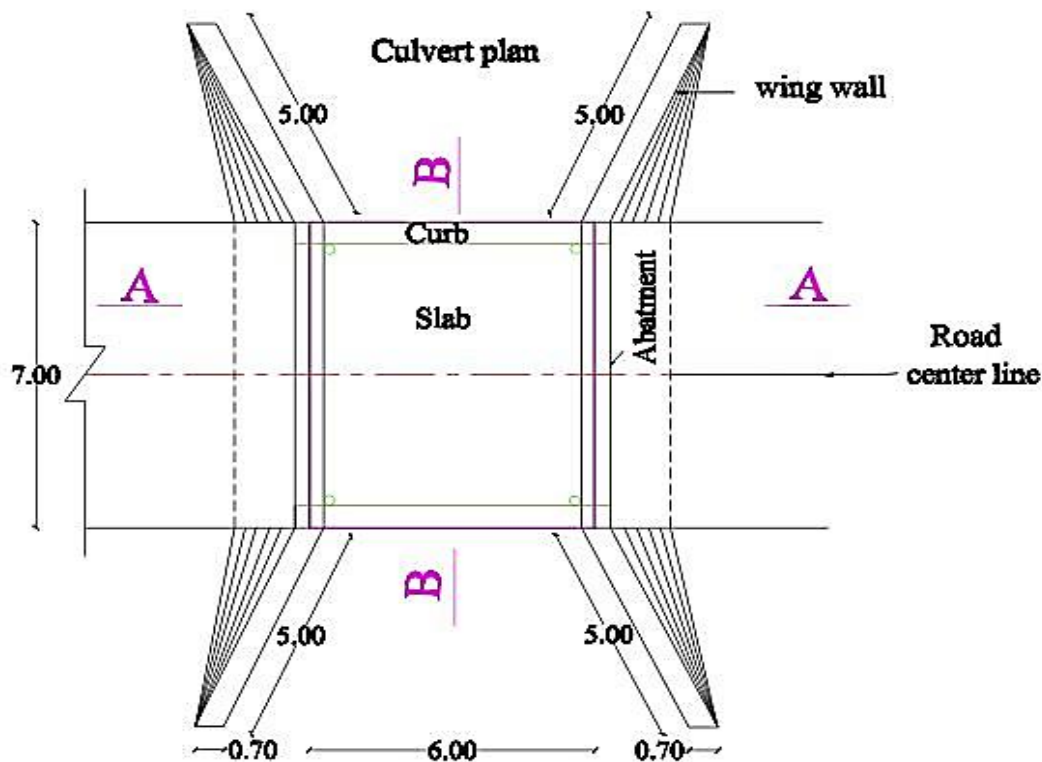 Culvert plan
wing wall
5.00
5.00
B
Curb
A
A
Slab
Abatment
Road
center line
7.00
B
5.00
5.00
0.70
6.00
0.70